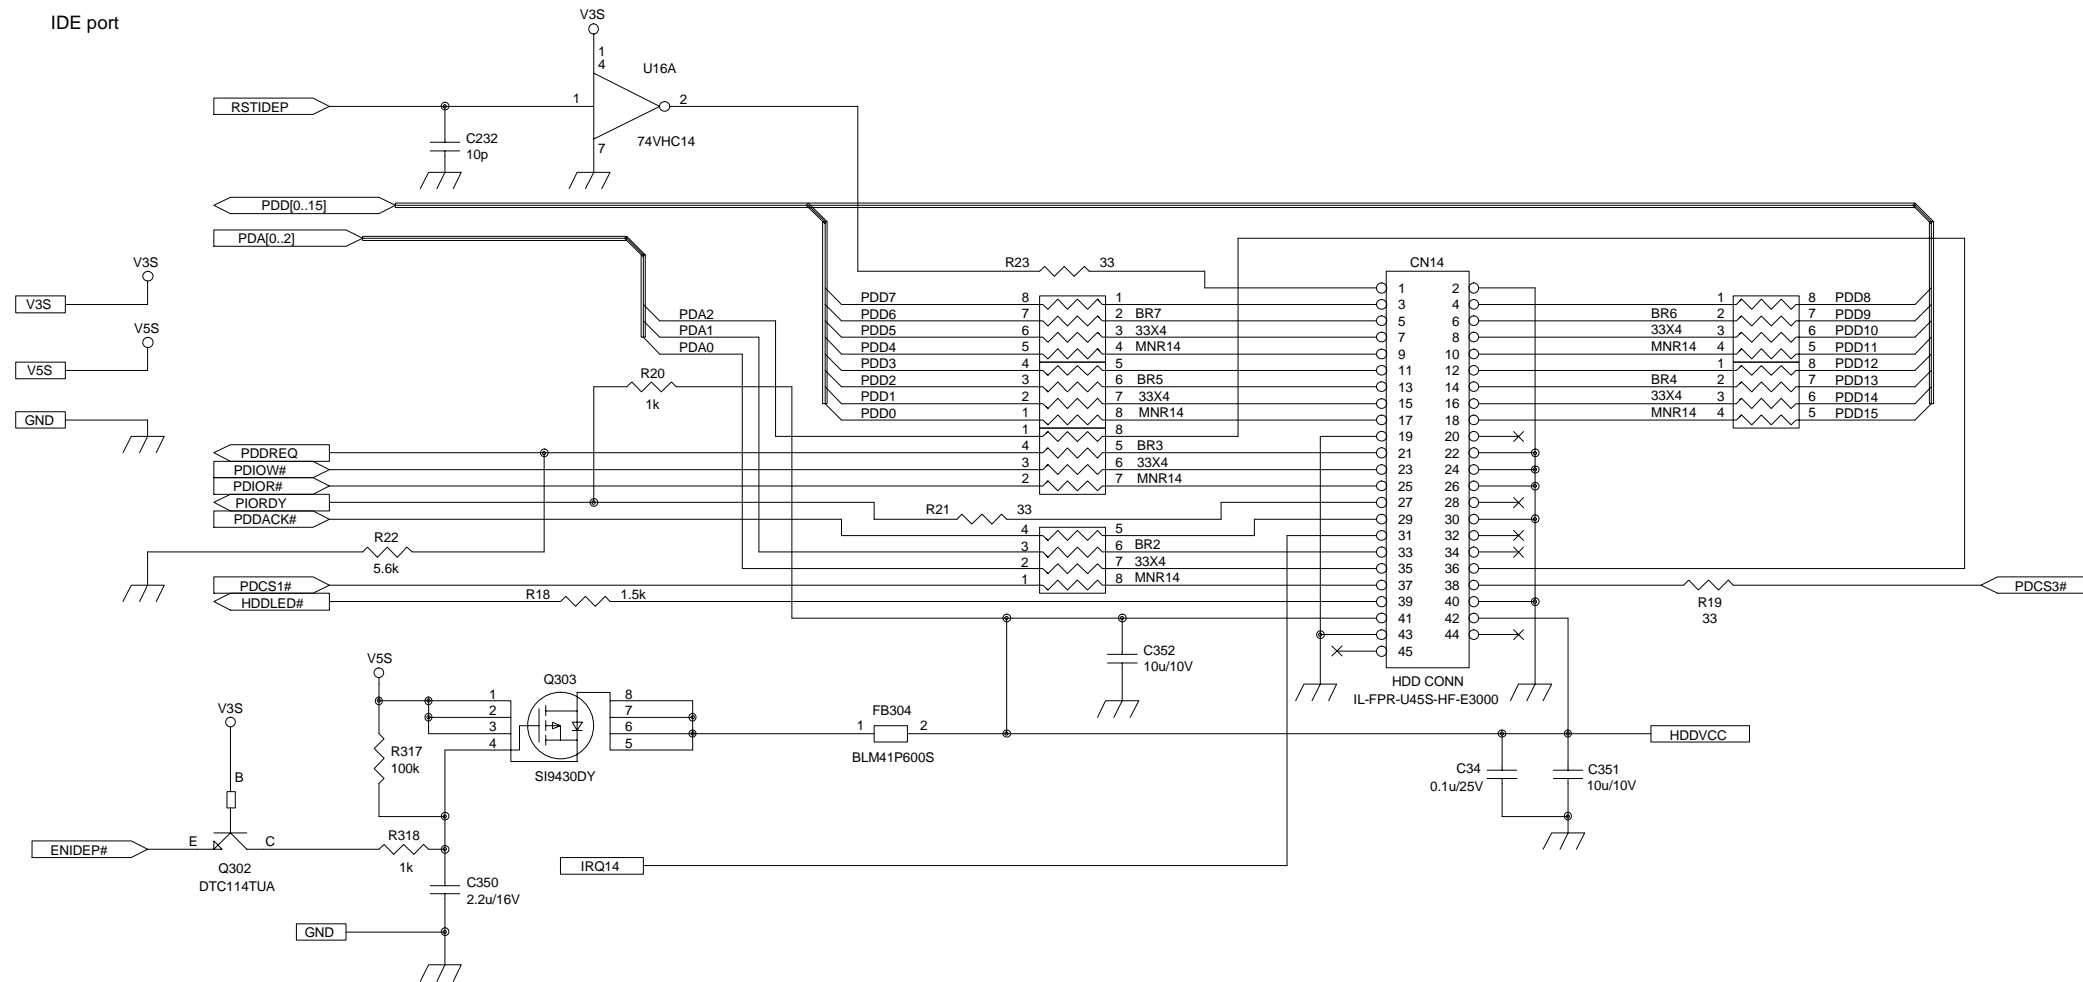 IDE port
V3S
1
4
U16A
RSTIDEP
1
2
C232
10p
7
74VHC14
PDD[0..15]
PDA[0..2]
V3S
V3S
V5S
V5S
GND
R23 33
CN14
PDD7 8 1
PDD6 7 2 BR7
PDD5 6 3 33X4
PDD4 5 4 MNR14
PDD3 4 5
PDD2 3 6 BR5
PDD1 2 7 33X4
PDD0 1 8 MNR14
1 8
4 5 BR3
3 6 33X4
2 7 MNR14
PDA2
PDA1
PDA0
R20
1k
1 2
3 4
5 6
7 8
9 10
11 12
13 14
15 16
17 18
19 20
21 22
23 24
25 26
27 28
29 30
31 32
33 34
35 36
37 38
39 40
41 42
43 44
45
HDD CONN
IL-FPR-U45S-HF-E3000
1 8 PDD8
BR6 2 7 PDD9
33X4 3 6 PDD10
MNR14 4 5 PDD11
1 8 PDD12
BR4 2 7 PDD13
33X4 3 6 PDD14
MNR14 4 5 PDD15
PDDREQ
PDIOW#
PDIOR#
PIORDY
PDDACK#
R21 33
R22
5.6k
4 5
3 6 BR2
2 7 33X4
1 8 MNR14
PDCS1#
HDDLED#
R18 1.5k
R19
33
PDCS3#
C352
10u/10V
V5S
Q303
1 8
2 7
3 6
4 5
SI9430DY
R317
100k
FB304
1 2
BLM41P600S
HDDVCC
C34
0.1u/25V
C351
10u/10V
V3S
B
ENIDEP#
E C
Q302
DTC114TUA
R318
1k
C350
2.2u/16V
IRQ14
GND